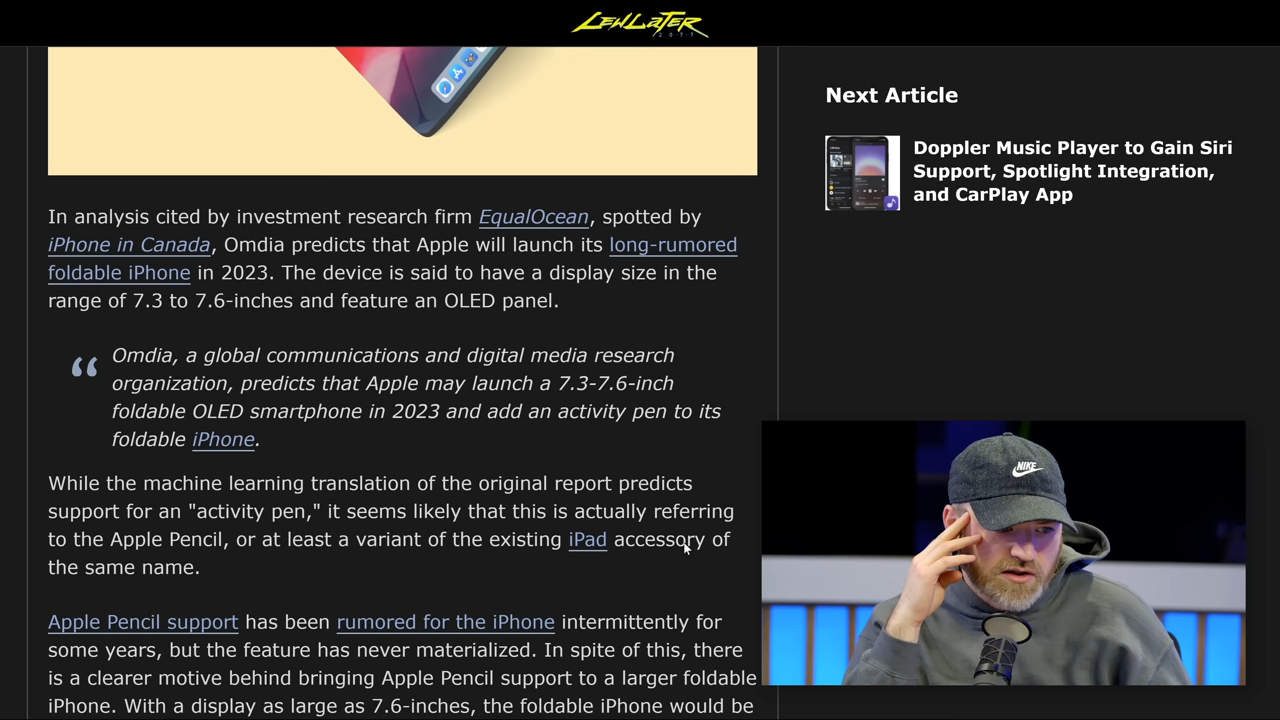 LEWLATER
2077
Next Article
Doppler Music Player to Gain Siri
Support, Spotlight Integration,
and CarPlay App
In analysis cited by investment research firm EqualOcean, spotted by
iPhone in Canada, Omdia predicts that Apple will launch its long-rumored
foldable iPhone in 2023. The device is said to have a display size in the
range of 7.3 to 7.6-inches and feature an OLED panel.
“ Omdia, a global communications and digital media research
organization, predicts that Apple may launch a 7.3-7.6-inch
foldable OLED smartphone in 2023 and add an activity pen to its
foldable iPhone.
While the machine learning translation of the original report predicts
support for an "activity pen," it seems likely that this is actually referring
to the Apple Pencil, or at least a variant of the existing iPad accessory of
the same name.
Apple Pencil support has been rumored for the iPhone intermittently for
some years, but the feature has never materialized. In spite of this, there
is a clearer motive behind bringing Apple Pencil support to a larger foldable
iPhone. With a display as large as 7.6-inches, the foldable iPhone would be
NIKE